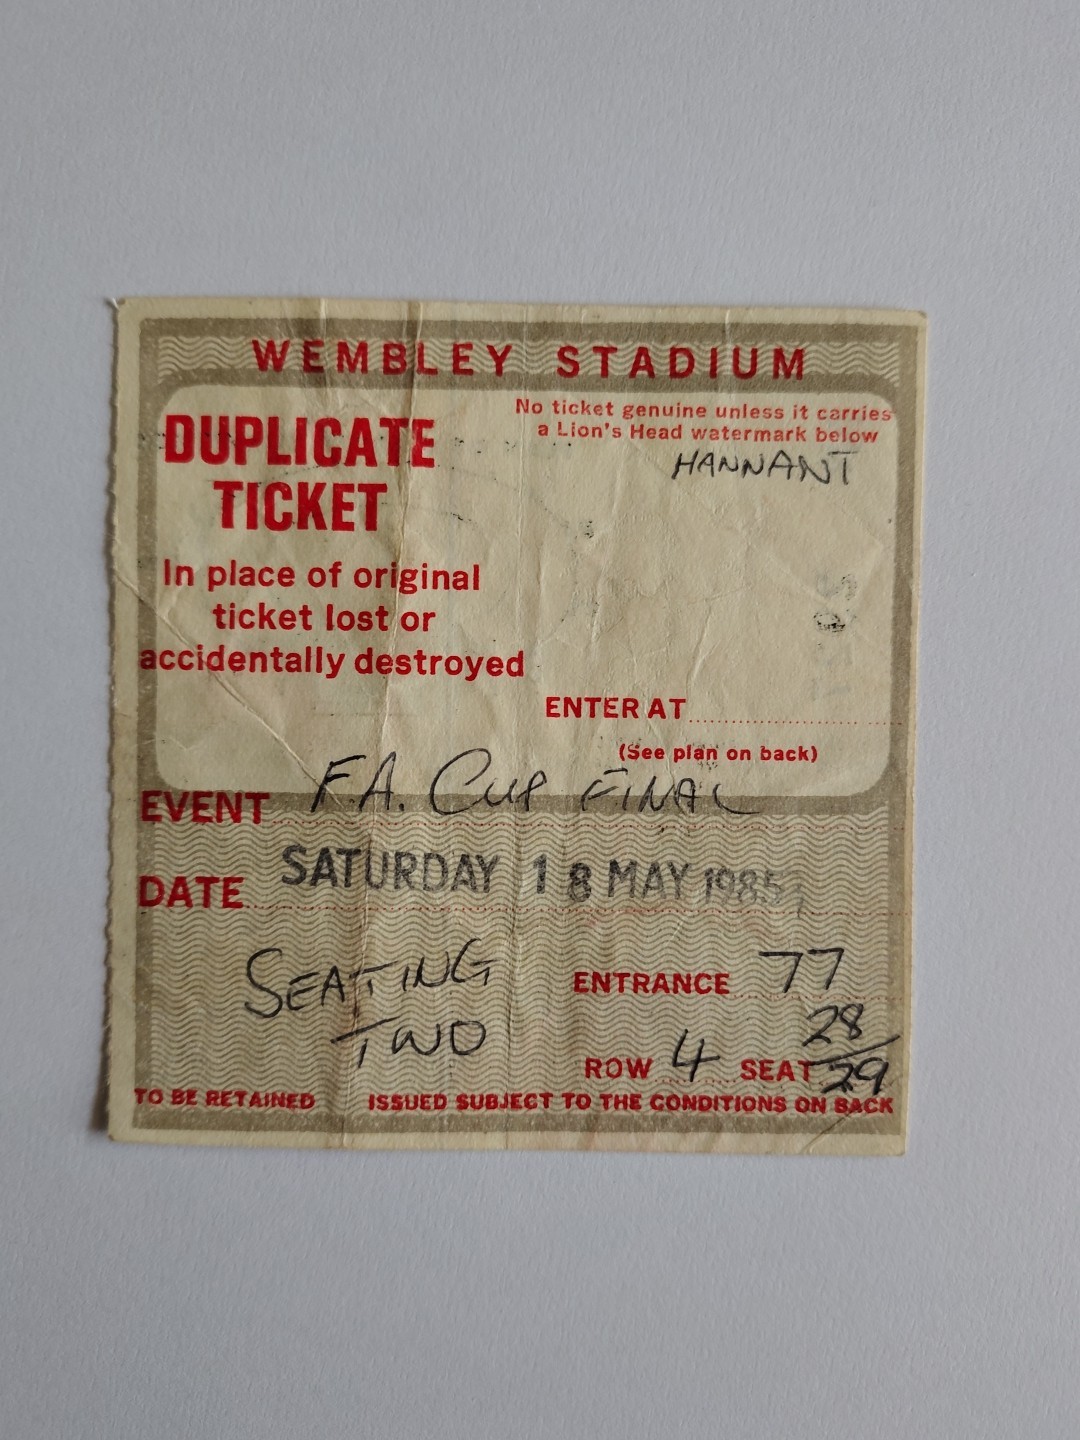 WEMBLEY STADIUM
No ticket genuine unless it carries
a Lion's Head watermark below
HANNANT
DUPLICATE
TICKET
In place of original
ticket lost or
accidentally destroyed
ENTER AT
(See plan on back)
EVENT F.A. CUP FINAL
DATE SATURDAY 18 MAY 1985
SEATING
TWO
ENTRANCE 77
ROW 4 SEAT 28/29
TO BE RETAINED ISSUED SUBJECT TO THE CONDITIONS ON BACK